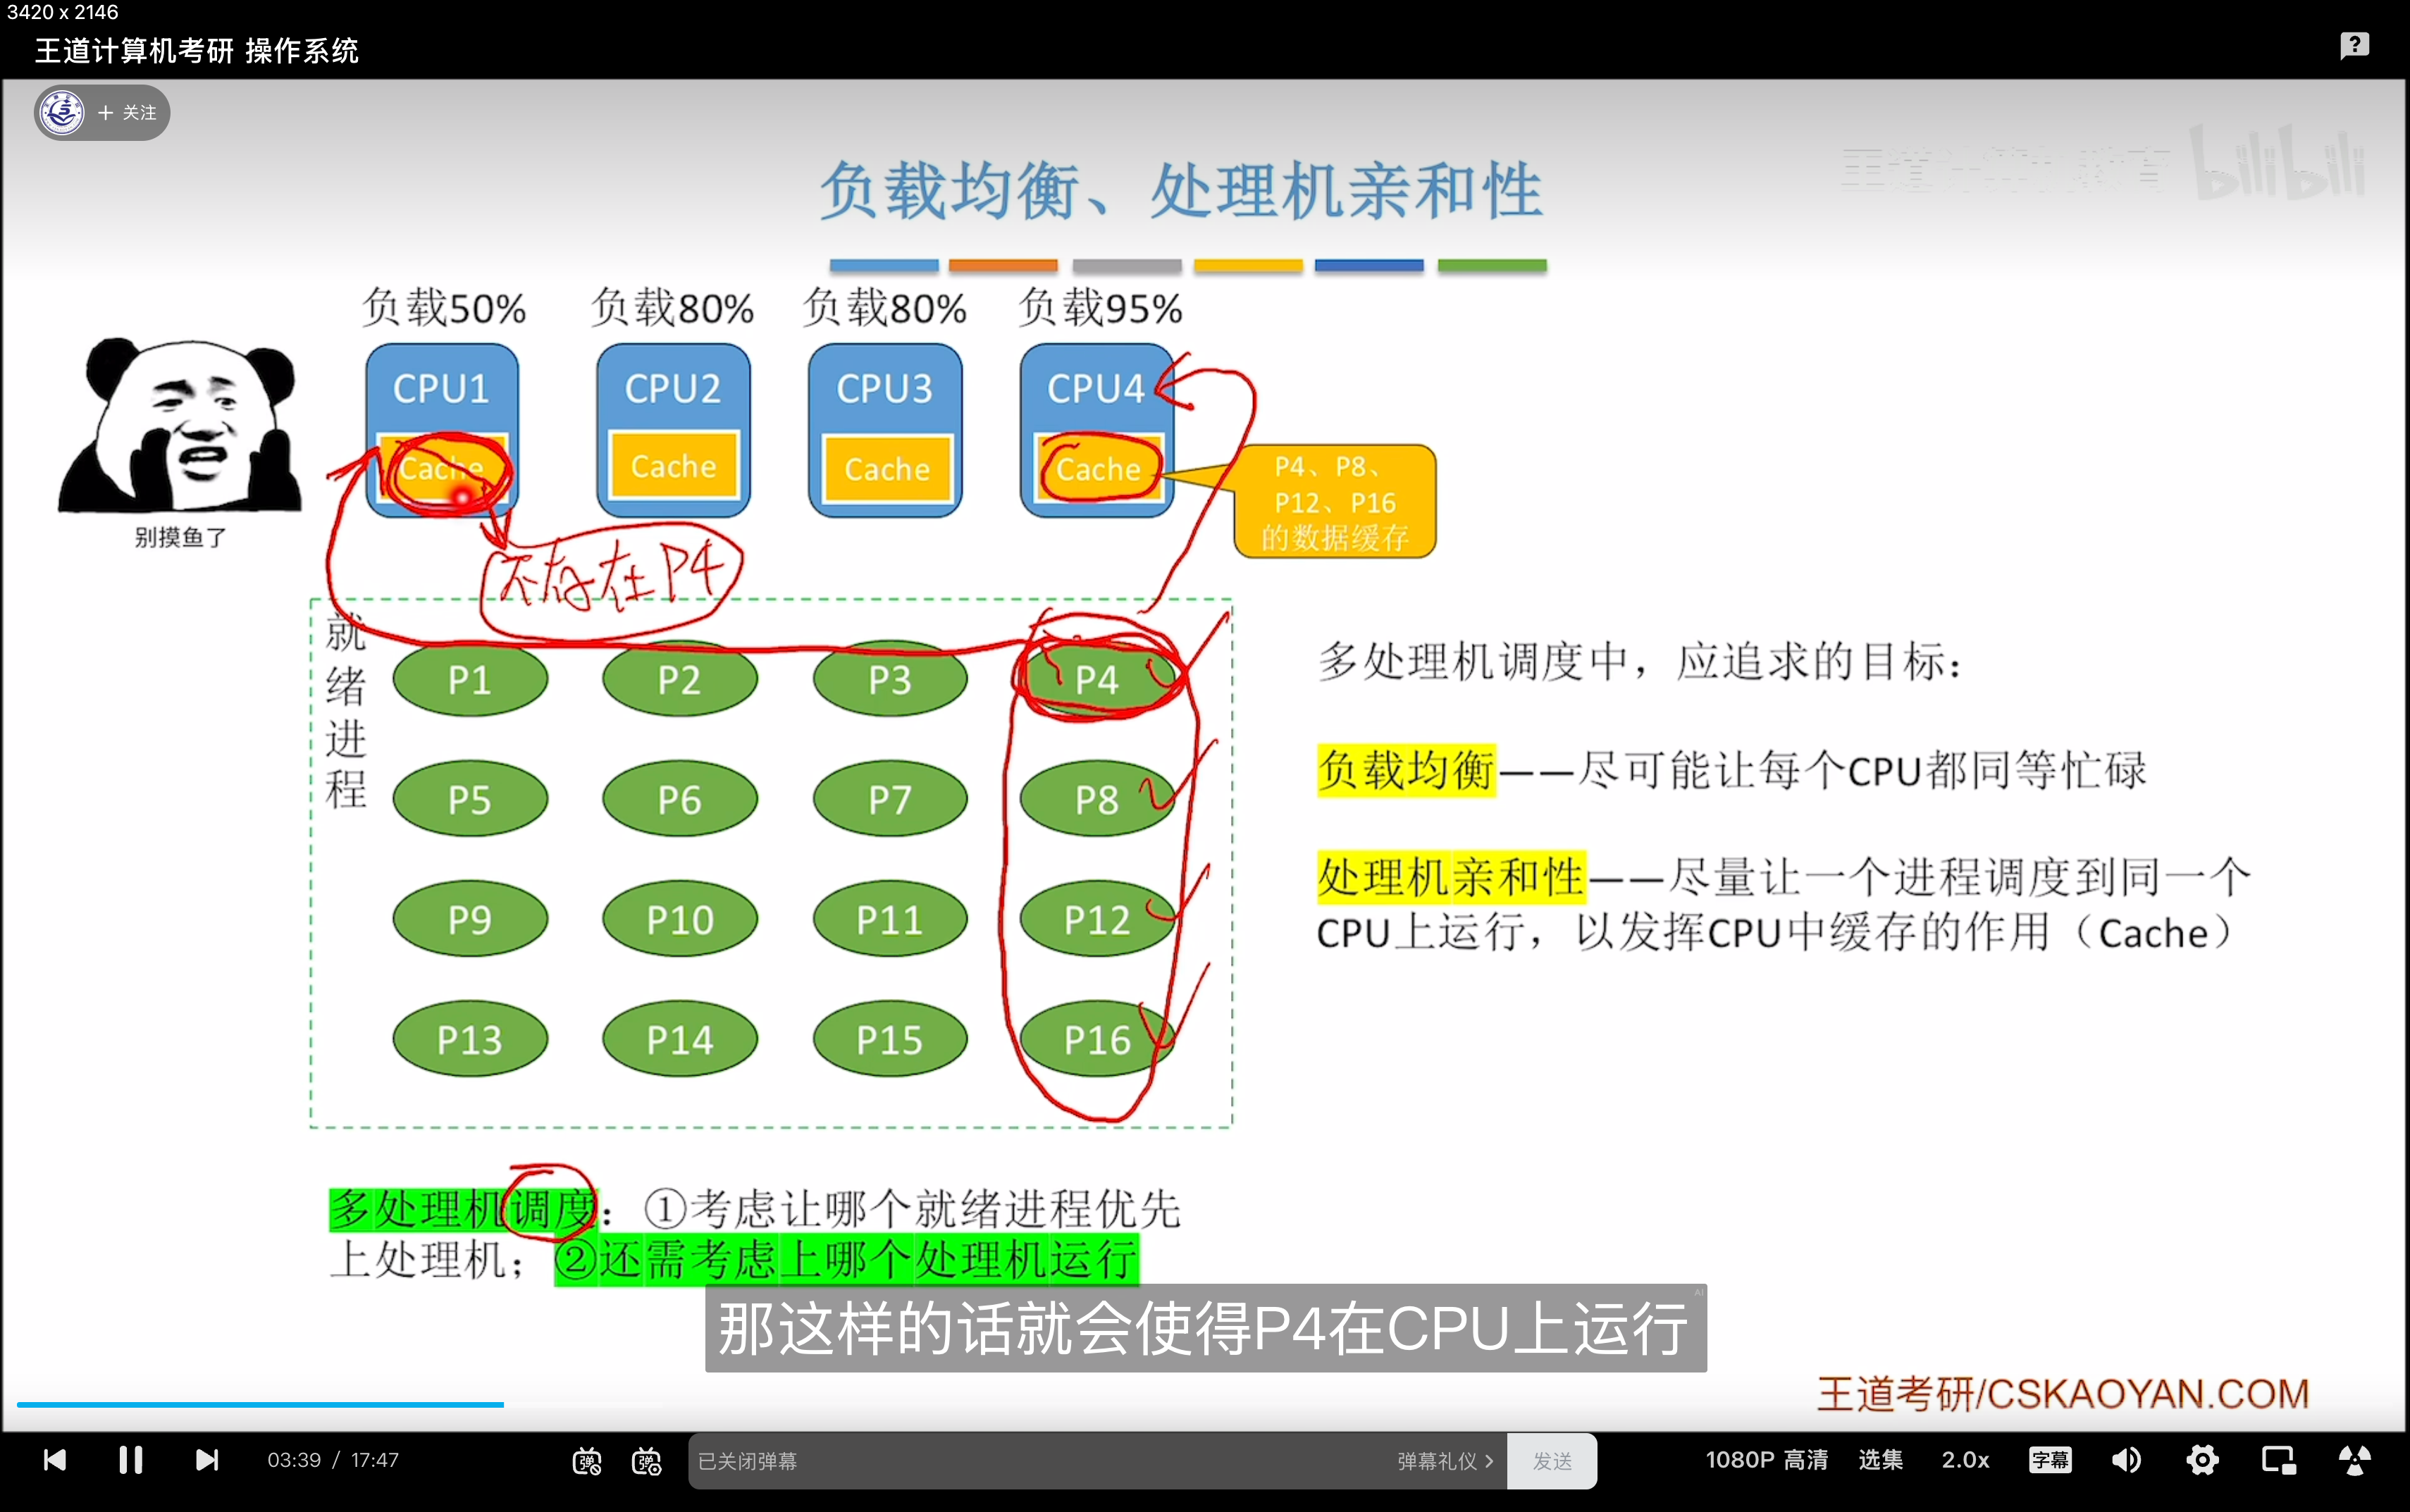 3420 x 2146
王道计算机考研 操作系统
+ 关注
bilibili
负载均衡、处理机亲和性
负载50% 负载80% 负载80% 负载95%
CPU1 CPU2 CPU3 CPU4
Cache Cache Cache Cache
P4、P8、
P12、P16
的数据缓存
别摸鱼了
不存在P4
就绪进程
P1 P2 P3 P4
P5 P6 P7 P8
P9 P10 P11 P12
P13 P14 P15 P16
多处理机调度中，应追求的目标：
负载均衡——尽可能让每个CPU都同等忙碌
处理机亲和性——尽量让一个进程调度到同一个
CPU上运行，以发挥CPU中缓存的作用（Cache）
多处理机调度：①考虑让哪个就绪进程优先
上处理机；②还需考虑上哪个处理机运行
AI
那这样的话就会使得P4在CPU上运行
王道考研/CSKAOYAN.COM
03:39 / 17:47
弹 弹
已关闭弹幕 弹幕礼仪 > 发送
1080P 高清 选集 2.0x 字幕